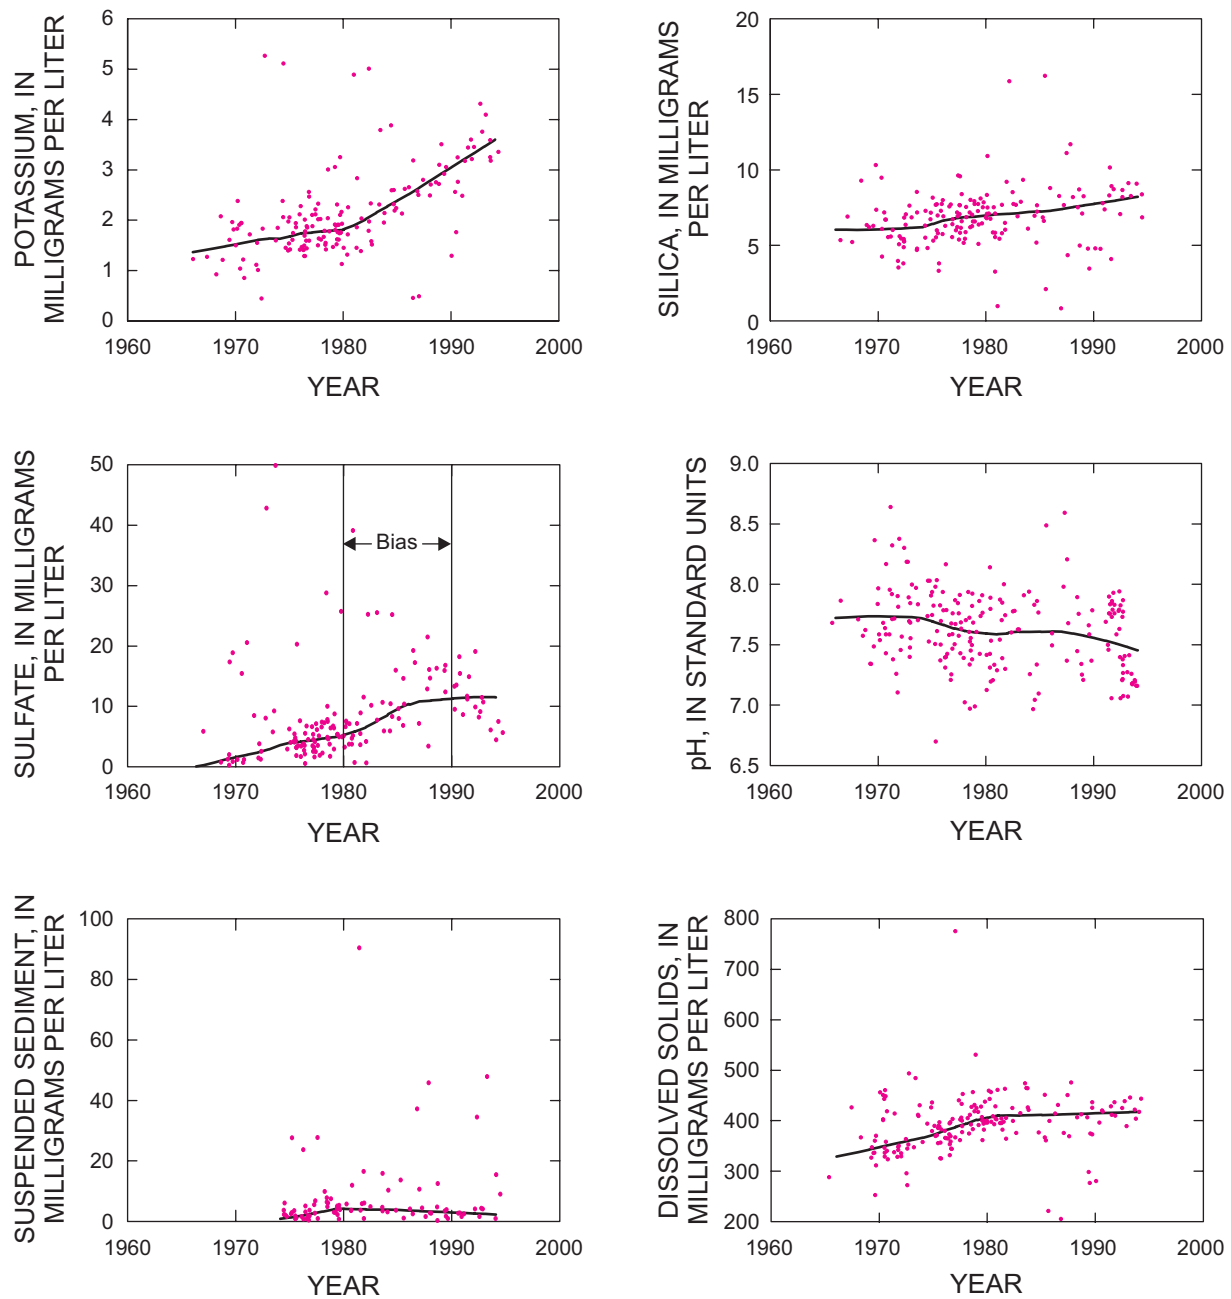 POTASSIUM, IN
MILLIGRAMS PER LITER
6
5
4
3
2
1
0
1960 1970 1980 1990 2000
YEAR
SILICA, IN MILLIGRAMS
PER LITER
20
15
10
5
0
1960 1970 1980 1990 2000
YEAR
SULFATE, IN MILLIGRAMS
PER LITER
50
40
30
20
10
0
Bias
1960 1970 1980 1990 2000
YEAR
pH, IN STANDARD UNITS
9.0
8.5
8.0
7.5
7.0
6.5
1960 1970 1980 1990 2000
YEAR
SUSPENDED SEDIMENT, IN
MILLIGRAMS PER LITER
100
80
60
40
20
0
1960 1970 1980 1990 2000
YEAR
DISSOLVED SOLIDS, IN
MILLIGRAMS PER LITER
800
700
600
500
400
300
200
1960 1970 1980 1990 2000
YEAR